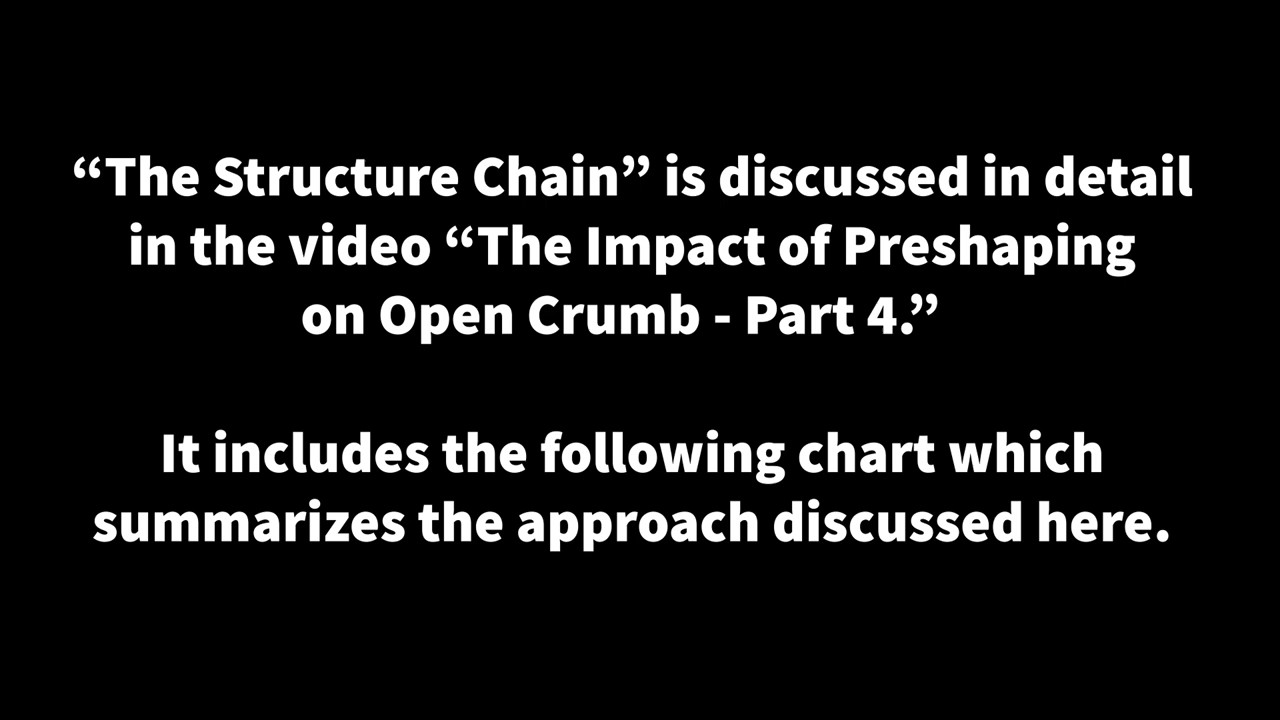 “The Structure Chain” is discussed in detail
in the video “The Impact of Preshaping
on Open Crumb - Part 4.”
It includes the following chart which
summarizes the approach discussed here.